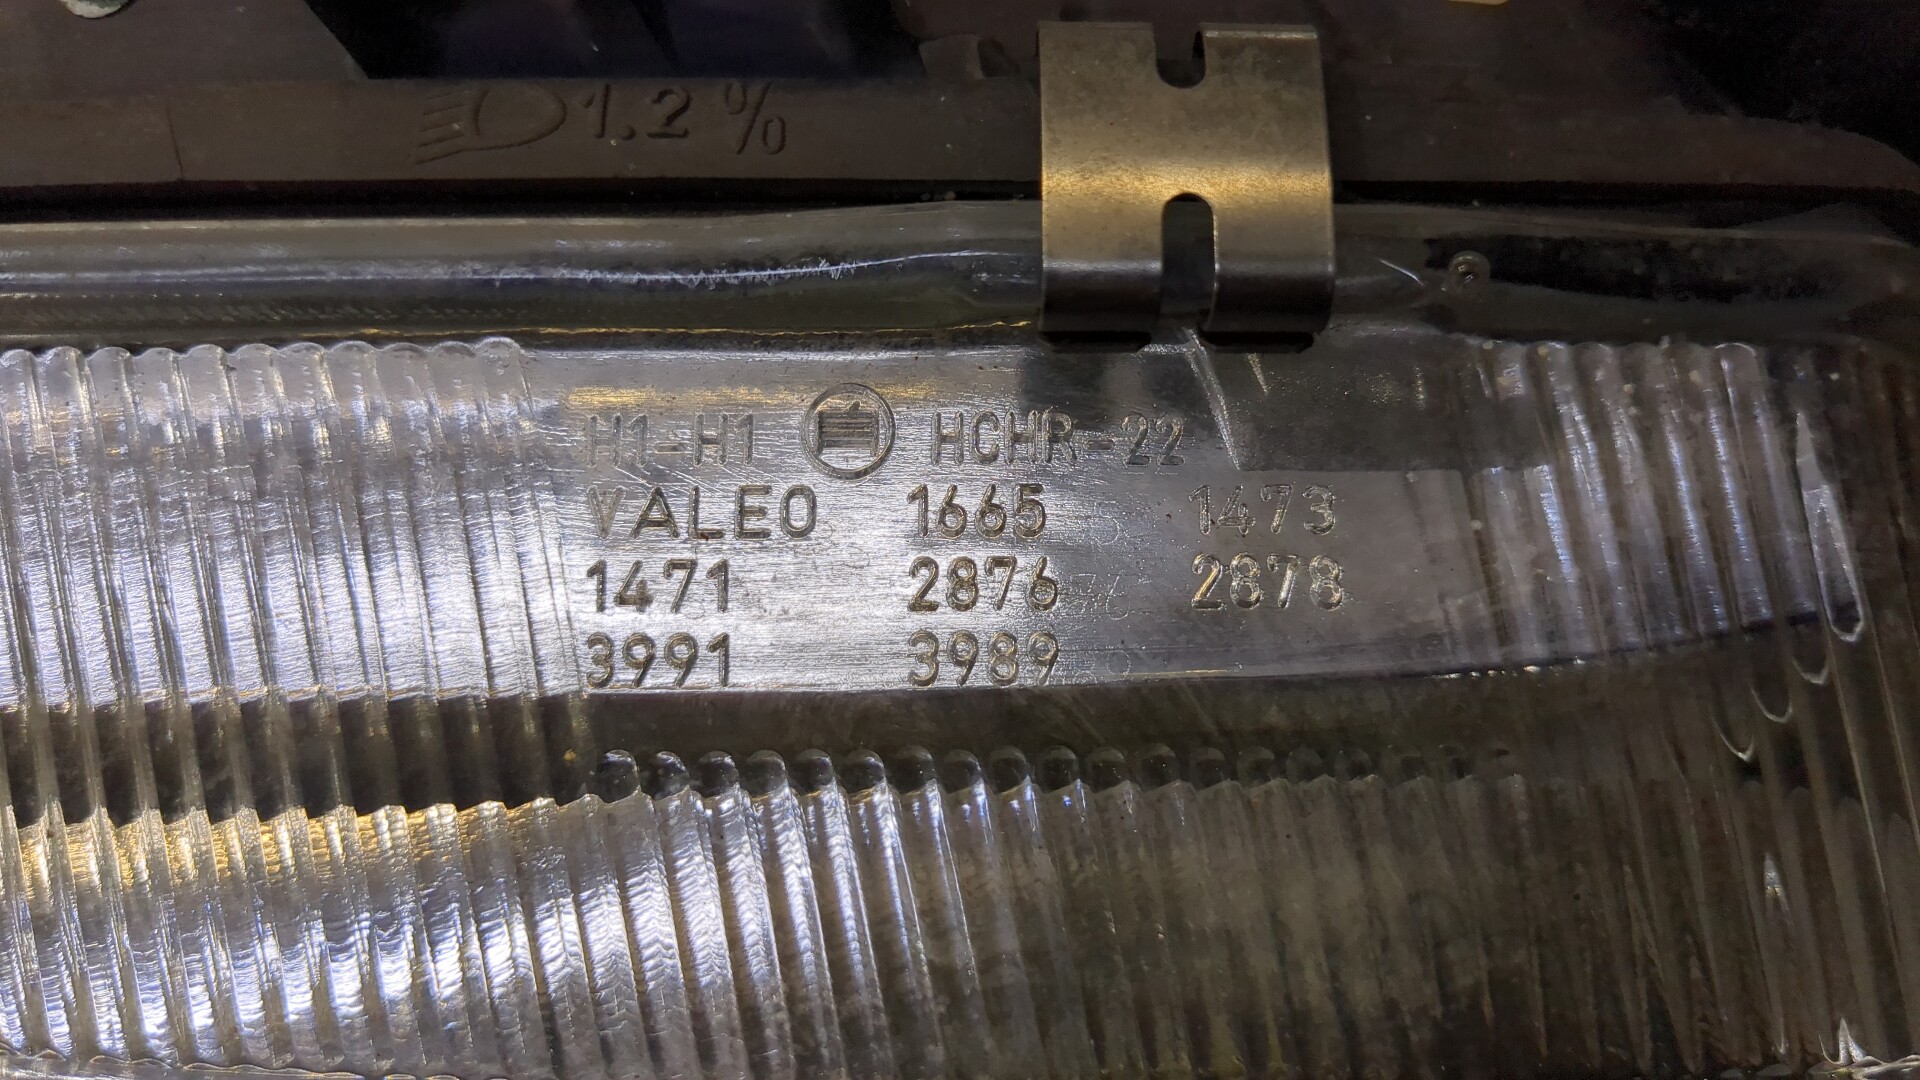 1.2 %
H1-H1 HCHR-22
VALEO 1665 1473
1471 2876 2878
3991 3989